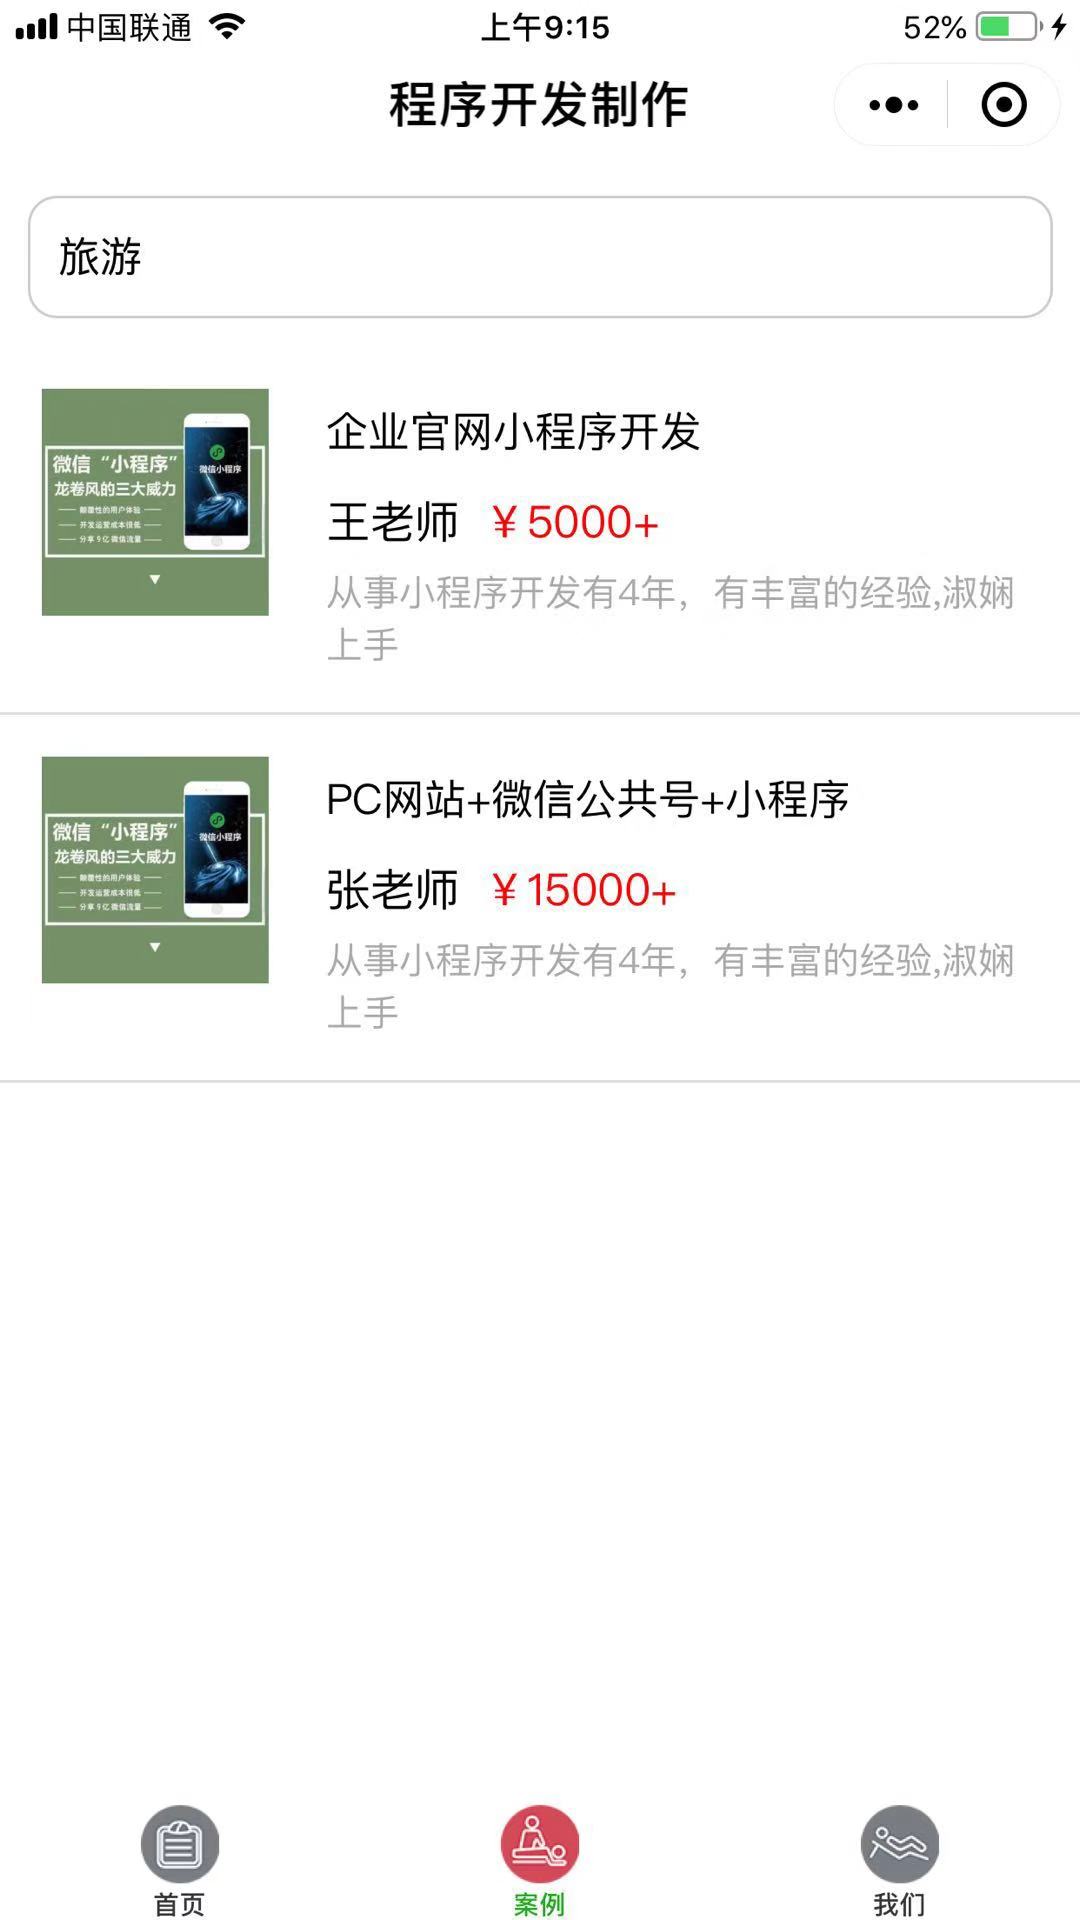 中国联通
上午9:15
52%
程序开发制作
旅游
微信“小程序”
龙卷风的三大威力
颠覆性的用户体验
开发运营成本很低
分享9亿微信流量
微信小程序
企业官网小程序开发
王老师 ¥5000+
从事小程序开发有4年，有丰富的经验,淑娴
上手
微信“小程序”
龙卷风的三大威力
颠覆性的用户体验
开发运营成本很低
分享9亿微信流量
微信小程序
PC网站+微信公共号+小程序
张老师 ¥15000+
从事小程序开发有4年，有丰富的经验,淑娴
上手
首页
案例
我们